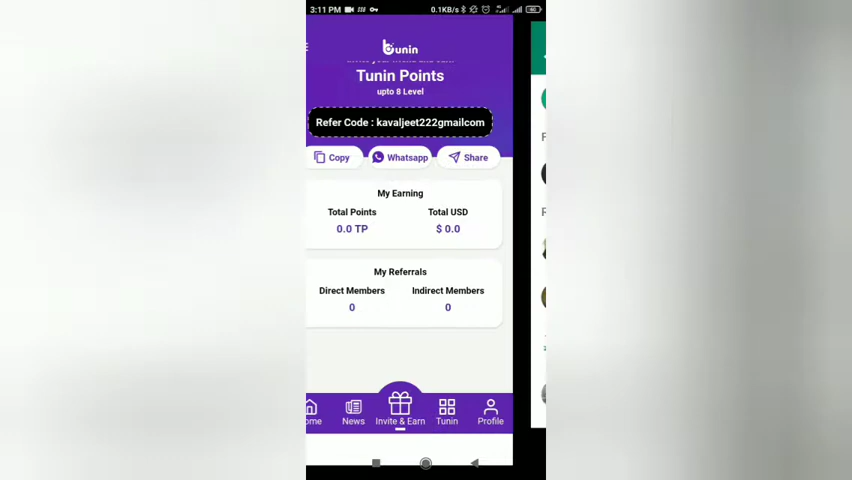 3:11 PM
0.1KB/s
bunin
Tunin Points
upto 8 Level
Refer Code : kavaljeet222gmailcom
Copy
Whatsapp
Share
My Earning
Total Points
Total USD
0.0 TP
$ 0.0
My Referrals
Direct Members
Indirect Members
0
0
ome
News
Invite & Earn
Tunin
Profile